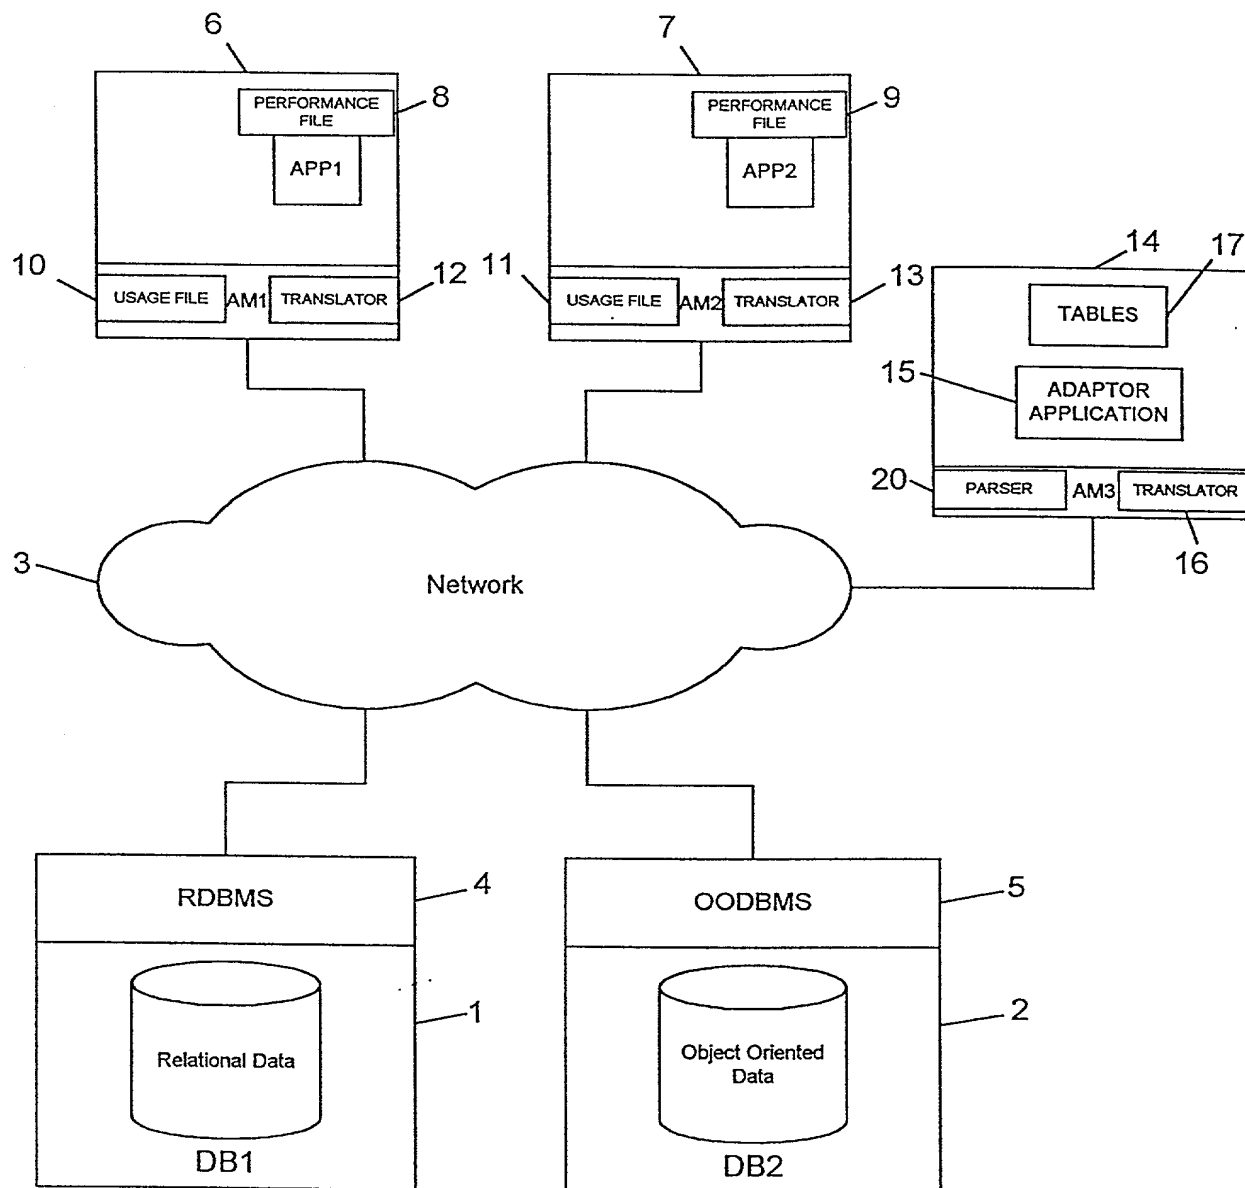 6
7
PERFORMANCE
FILE
8
APP1
PERFORMANCE
FILE
9
APP2
10
USAGE FILE
AM1
TRANSLATOR
12
11
USAGE FILE
AM2
TRANSLATOR
13
14
17
TABLES
15
ADAPTOR
APPLICATION
20
PARSER
AM3
TRANSLATOR
16
3
Network
RDBMS
4
OODBMS
5
Relational Data
1
Object Oriented
Data
2
DB1
DB2